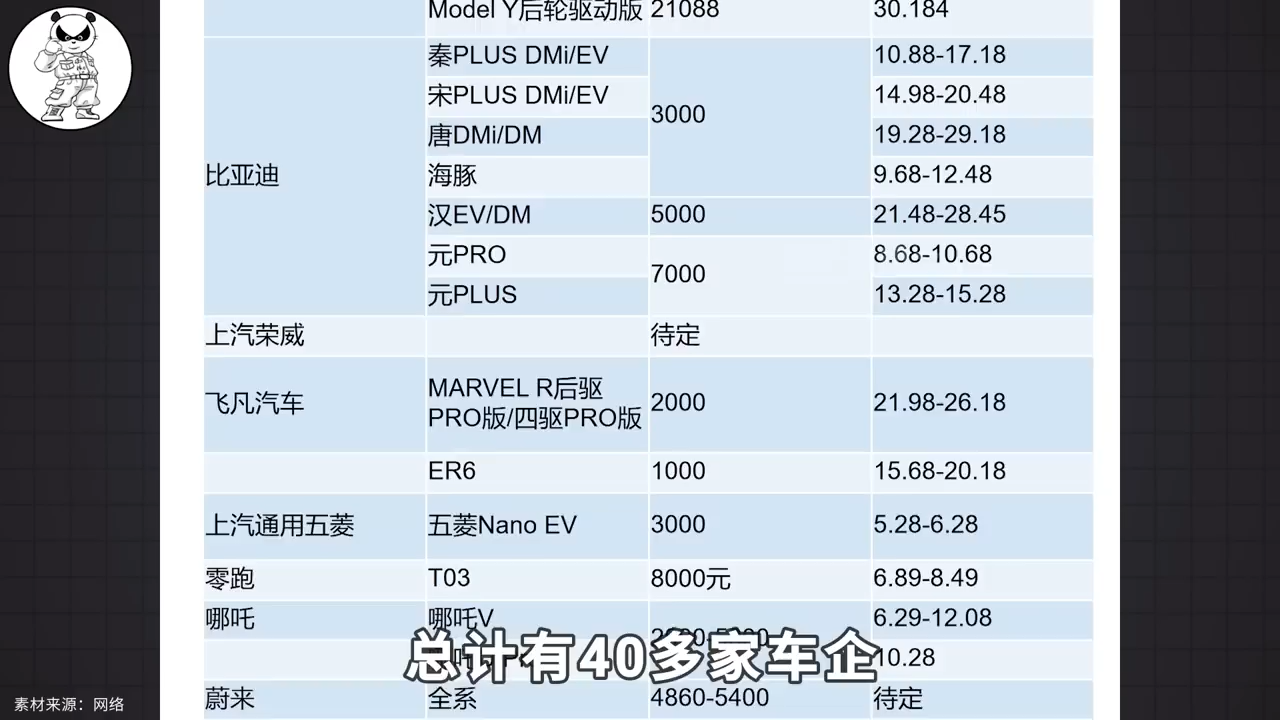 Model Y后轮驱动版 21088 30.184
秦PLUS DMi/EV 10.88-17.18
宋PLUS DMi/EV 14.98-20.48
3000
唐DMi/DM 19.28-29.18
比亚迪 海豚 9.68-12.48
汉EV/DM 5000 21.48-28.45
元PRO 8.68-10.68
7000
元PLUS 13.28-15.28
上汽荣威 待定
飞凡汽车 MARVEL R后驱
PRO版/四驱PRO版 2000 21.98-26.18
ER6 1000 15.68-20.18
上汽通用五菱 五菱Nano EV 3000 5.28-6.28
零跑 T03 8000元 6.89-8.49
哪吒 哪吒V 6.29-12.08
10.28
总计有40多家车企
蔚来 全系 4860-5400 待定
素材来源：网络